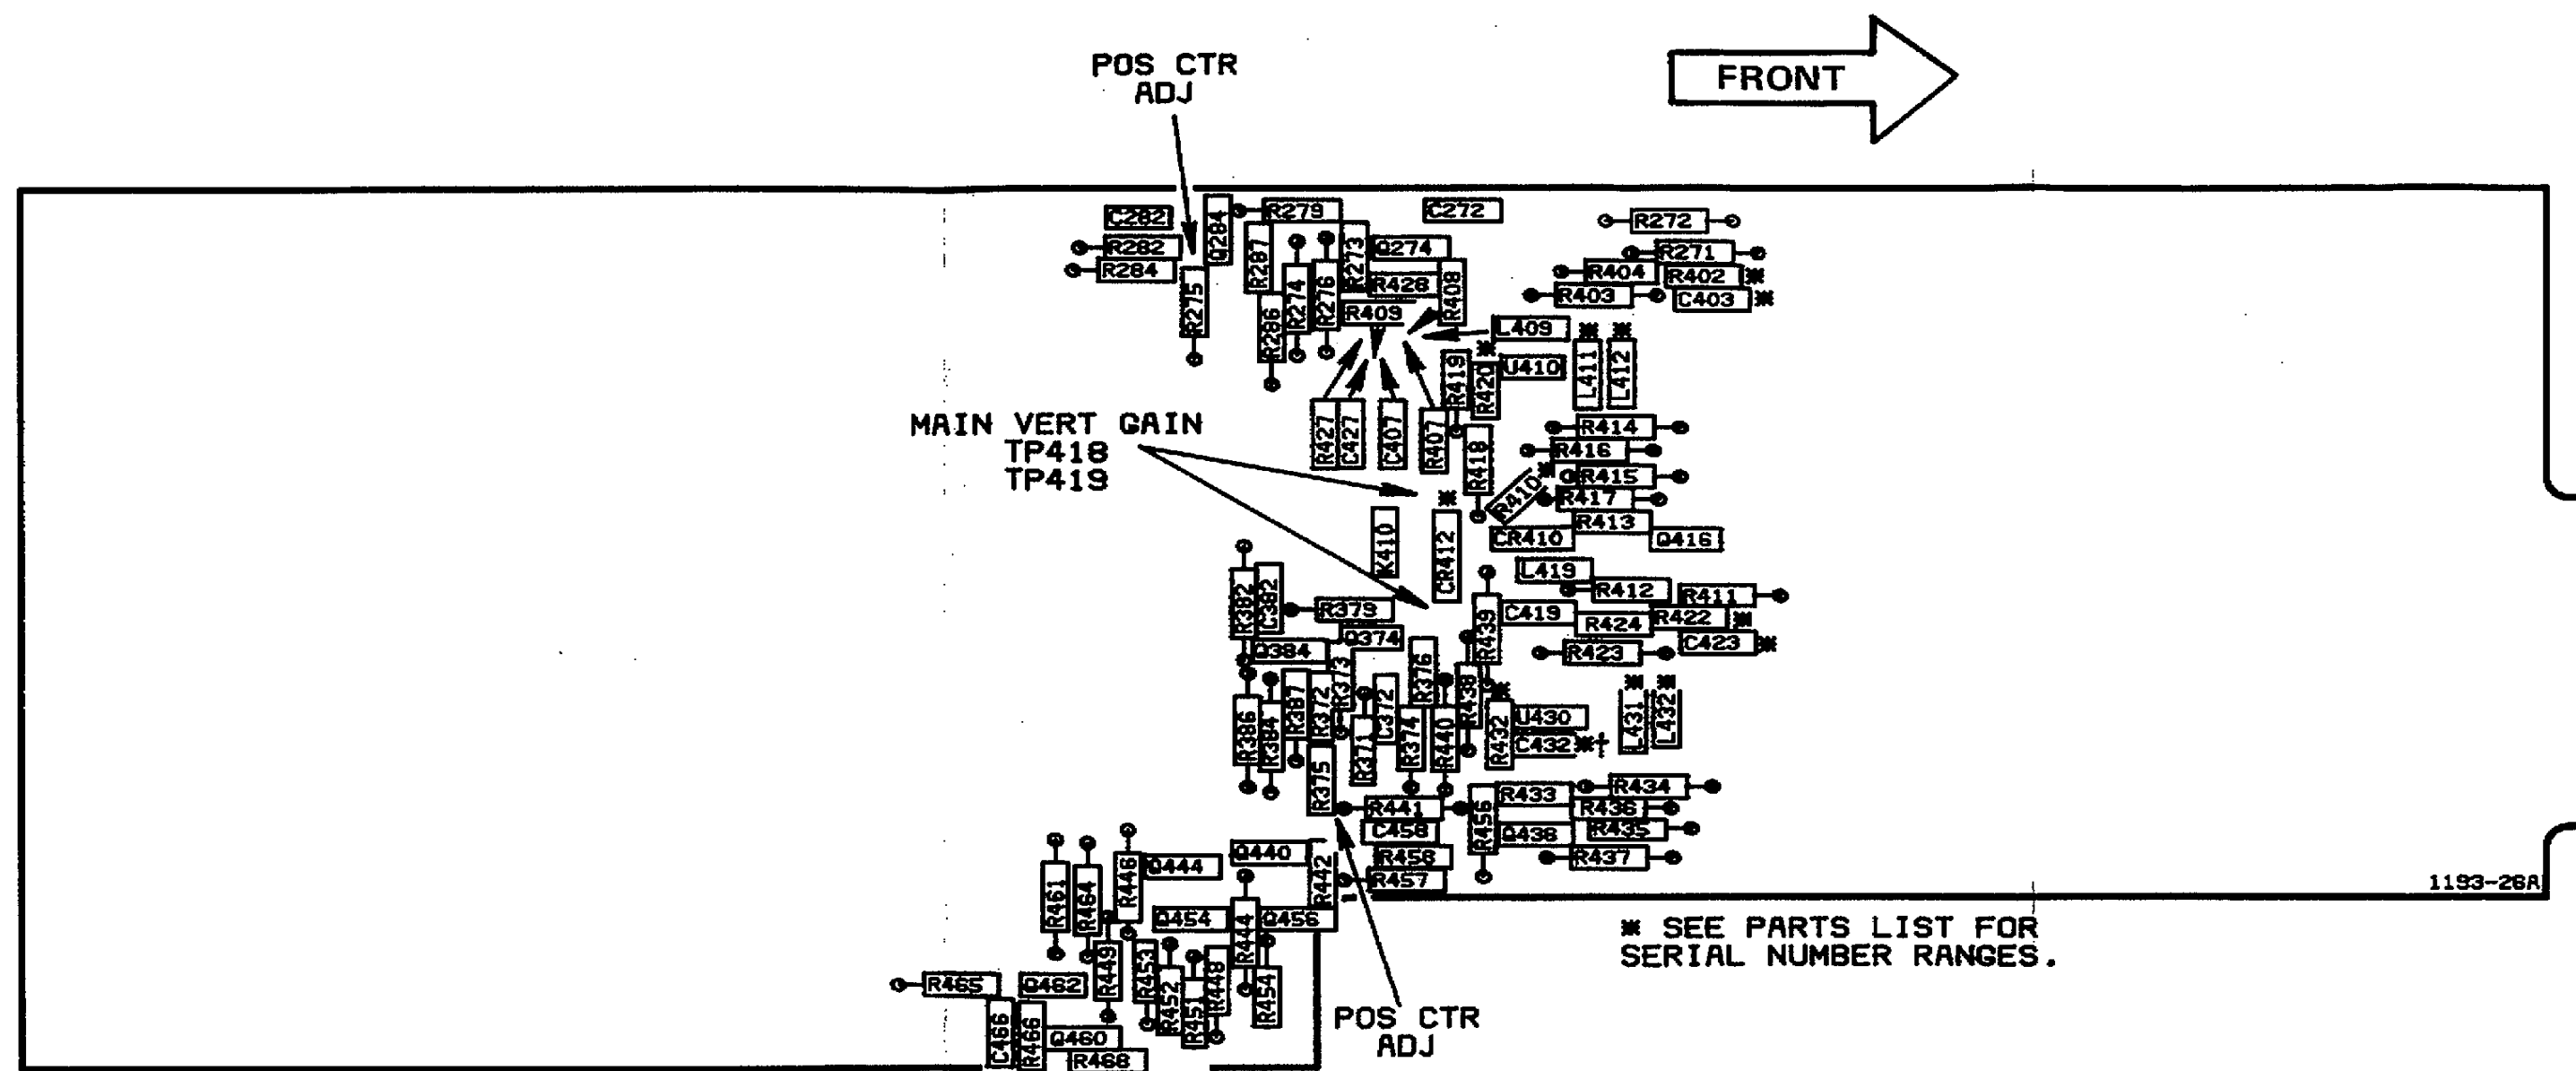 POS CTR
ADJ
FRONT
C282
Q284
R279
C272
R272
R282
R287
R273
Q274
R271
R284
R274
R276
R428
R408
R404
R402 *
R275
R286
R409
R403
C403 *
L409
*
*
*
R419
R420
U410
L411
L412
MAIN VERT GAIN
TP418
TP419
R427
C427
C407
R407
R418
R414
R416
*
R410
R415
R417
*
K410
CR412
R413
CR410
Q416
L419
R382
C382
R379
R412
R411
R439
C419
R424
R422
*
Q374
Q384
R423
C423 *
R373
R376
*
*
*
R386
R384
R387
R372
R371
C372
R374
R440
R438
R432
U430
C432 *†
L431
L432
R375
R441
R456
R433
R434
R436
C458
Q438
R435
R446
Q444
Q440
R442
R458
R437
R461
R464
R457
1193-26A
Q454
R444
Q456
* SEE PARTS LIST FOR
SERIAL NUMBER RANGES.
R449
R453
R452
R451
R448
R454
R465
Q462
C466
R466
Q460
R468
POS CTR
ADJ